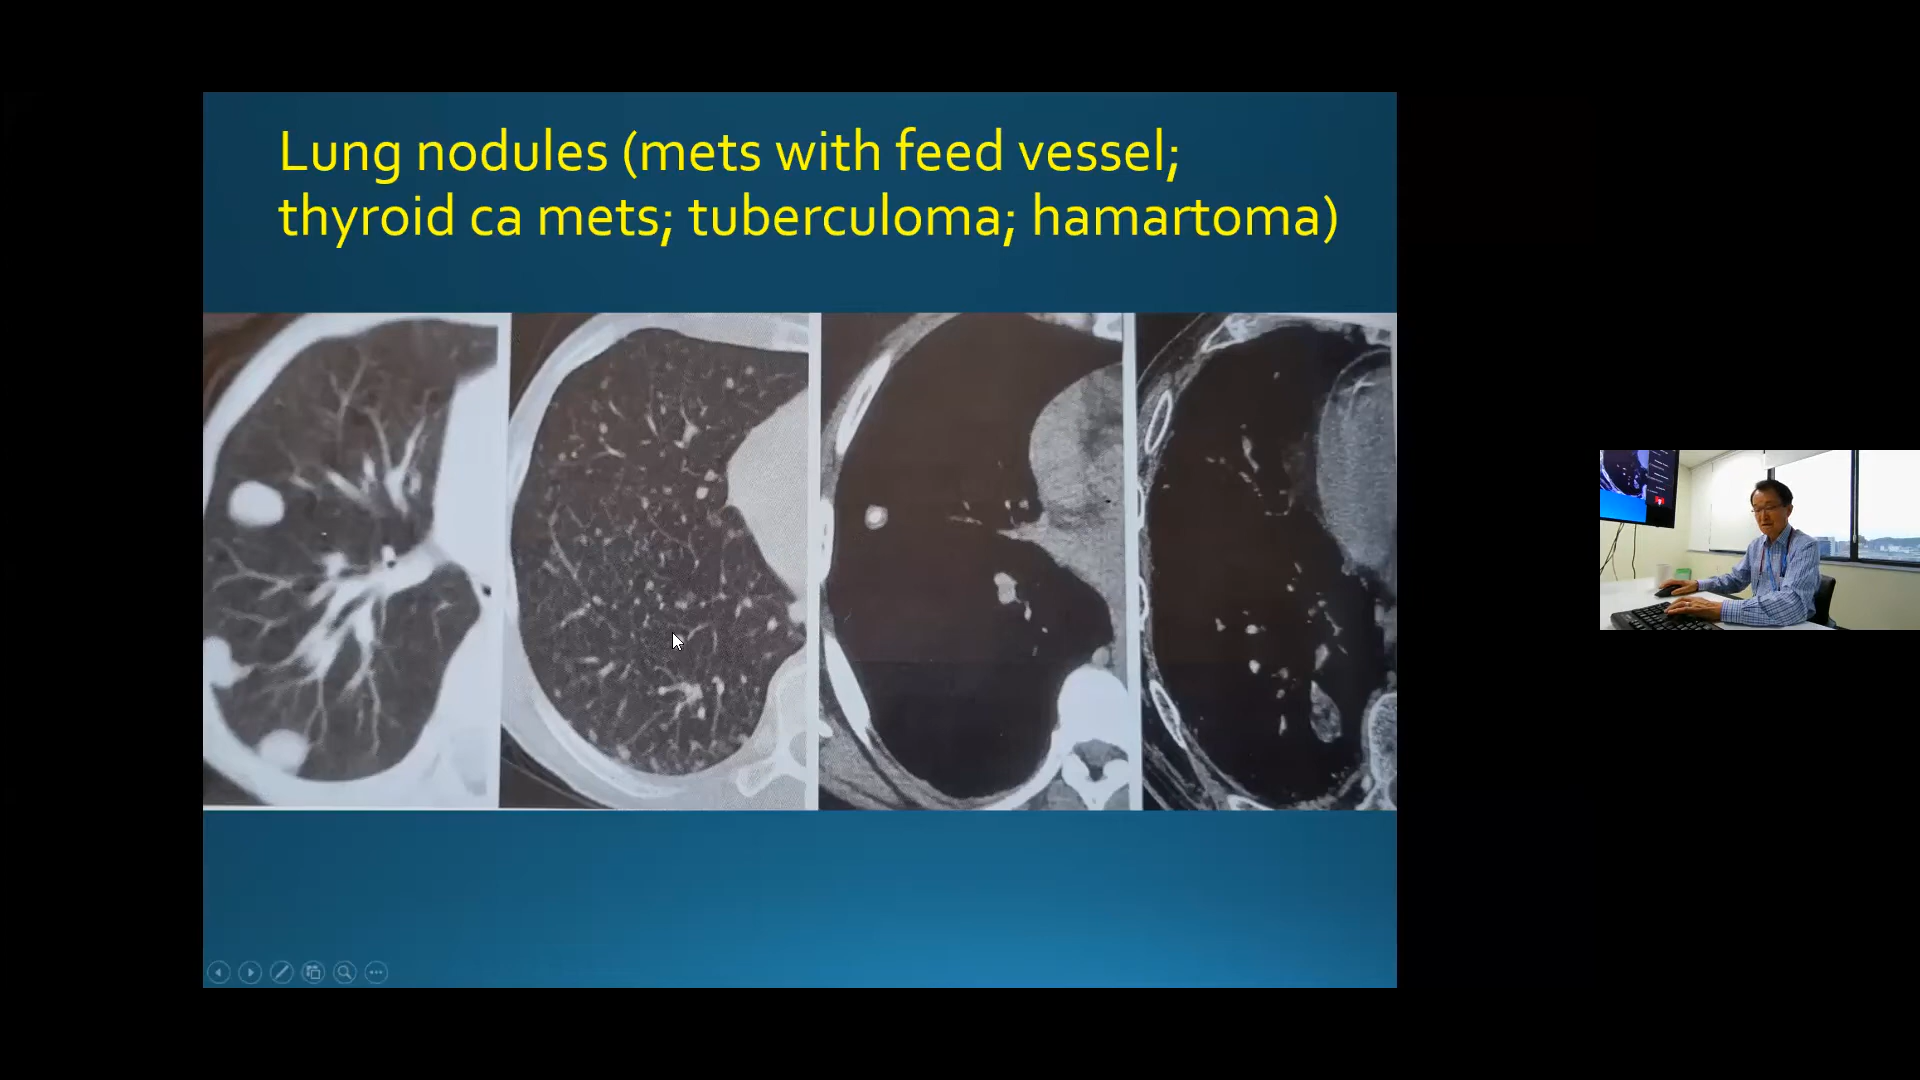 Lung nodules (mets with feed vessel;
thyroid ca mets; tuberculoma; hamartoma)